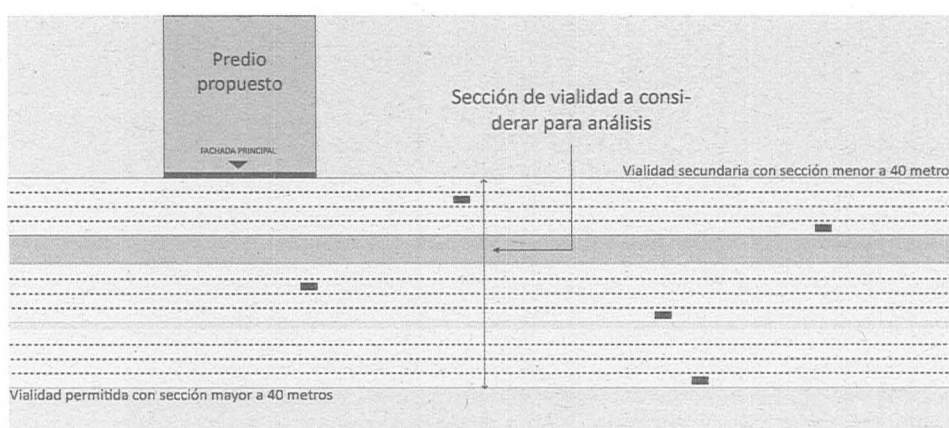 Predio
propuesto
FACHADA PRINCIPAL
Sección de vialidad a consi-
derar para análisis
Vialidad secundaria con sección menor a 40 metro
Vialidad permitida con sección mayor a 40 metros